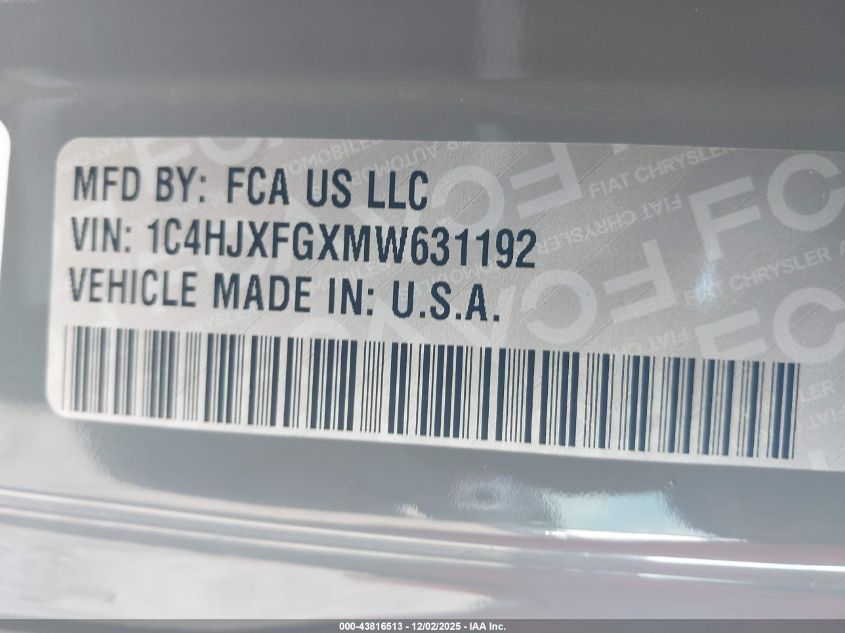 MFD BY: FCA US LLC
VIN: 1C4HJXFGXMW631192
VEHICLE MADE IN: U.S.A.
000-43816513 - 12/02/2025 - IAA Inc.